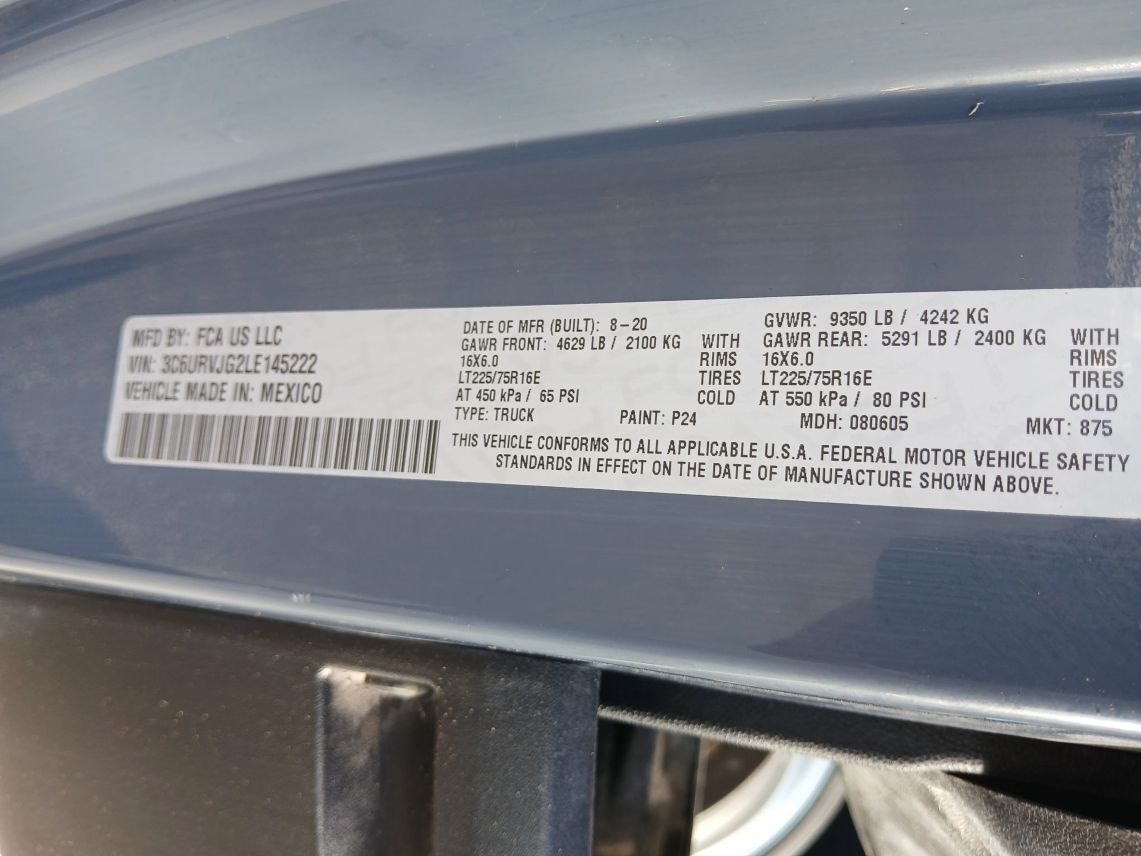 MFD BY: FCA US LLC
VIN: 3C6URVJG2LE145222
VEHICLE MADE IN: MEXICO
DATE OF MFR (BUILT): 8-20
GAWR FRONT: 4629 LB / 2100 KG WITH
16X6.0 RIMS
LT225/75R16E TIRES
AT 450 kPa / 65 PSI COLD
GVWR: 9350 LB / 4242 KG
GAWR REAR: 5291 LB / 2400 KG WITH
16X6.0 RIMS
LT225/75R16E TIRES
AT 550 kPa / 80 PSI COLD
TYPE: TRUCK PAINT: P24 MDH: 080605 MKT: 875
THIS VEHICLE CONFORMS TO ALL APPLICABLE U.S.A. FEDERAL MOTOR VEHICLE SAFETY
STANDARDS IN EFFECT ON THE DATE OF MANUFACTURE SHOWN ABOVE.